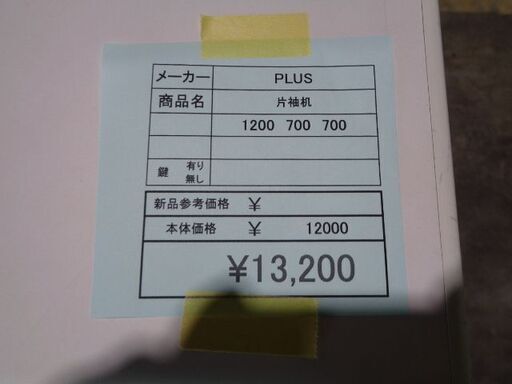 メーカー PLUS
商品名 片袖机
1200 700 700
鍵 有り
無し
新品参考価格 ¥
本体価格 ¥ 12000
¥13,200